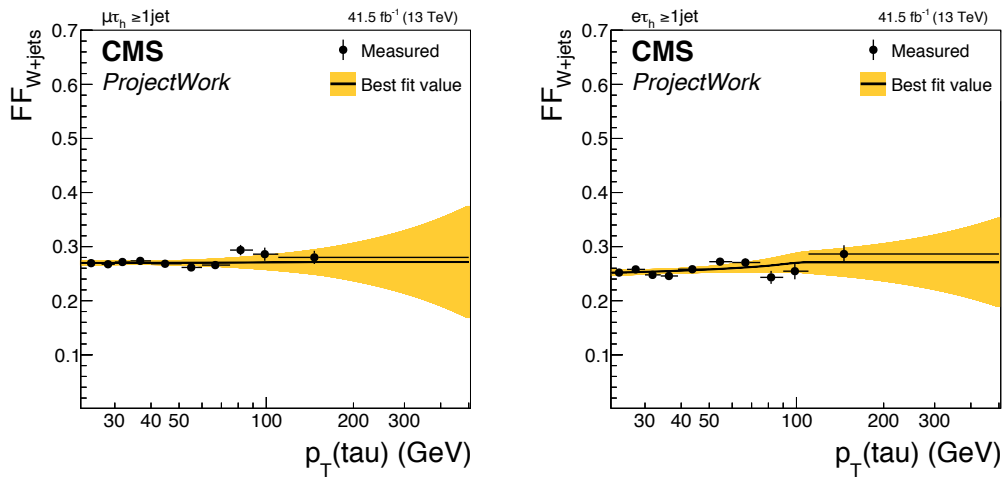 μτh ≥1jet 41.5 fb⁻¹ (13 TeV)
CMS
ProjectWork
Measured
Best fit value
FF W+jets
0.7
0.6
0.5
0.4
0.3
0.2
0.1
30 40 50 100 200 300
pT(tau) (GeV)
eτh ≥1jet 41.5 fb⁻¹ (13 TeV)
CMS
ProjectWork
Measured
Best fit value
FF W+jets
0.7
0.6
0.5
0.4
0.3
0.2
0.1
30 40 50 100 200 300
pT(tau) (GeV)